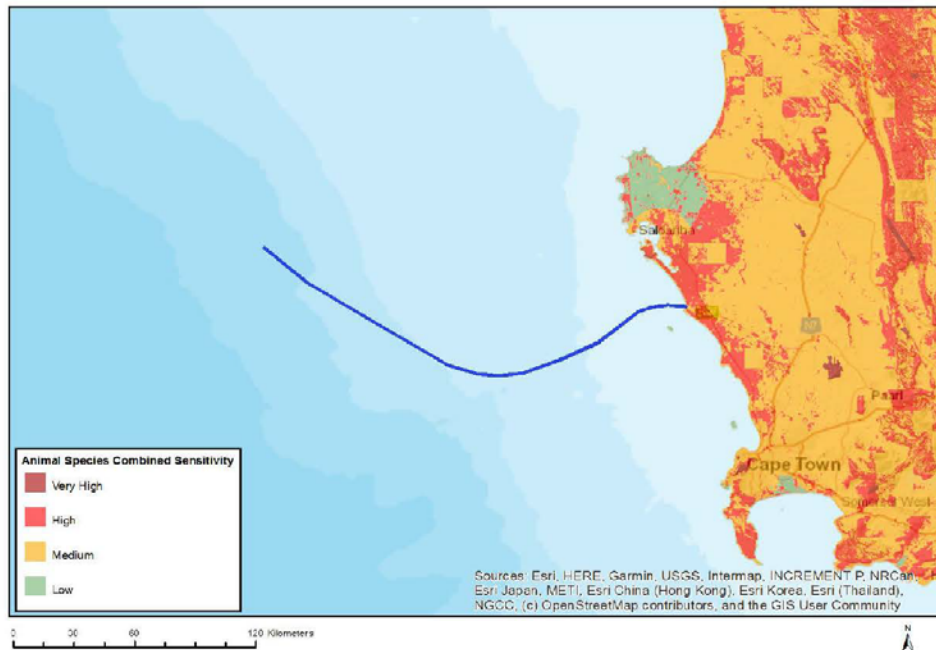 Saldanha
N7
Paarl
Cape Town
Somerset West
Animal Species Combined Sensitivity
Very High
High
Medium
Low
Sources: Esri, HERE, Garmin, USGS, Intermap, INCREMENT P, NRCan,
Esri Japan, METI, Esri China (Hong Kong), Esri Korea, Esri (Thailand),
NGCC, (c) OpenStreetMap contributors, and the GIS User Community
0 30 60 120 Kilometers
N